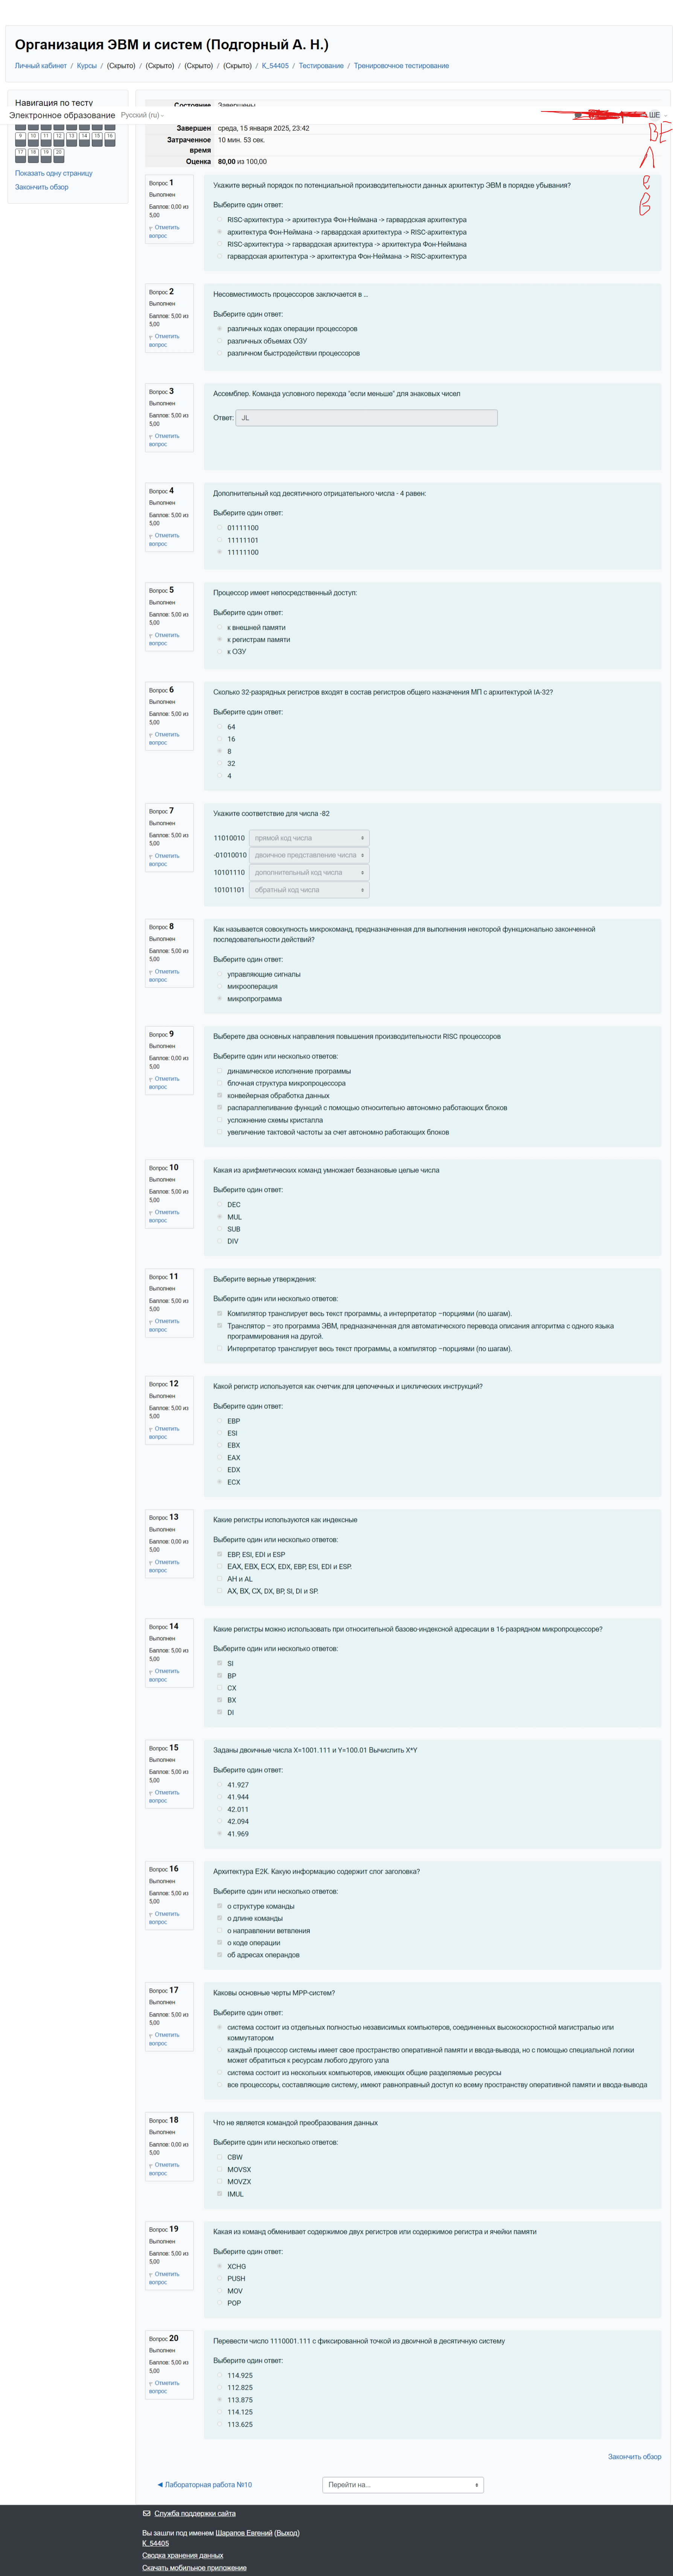 Организация ЭВМ и систем (Подгорный А. Н.)
Личный кабинет / Курсы / (Скрыто) / (Скрыто) / (Скрыто) / (Скрыто) / К_54405 / Тестирование / Тренировочное тестирование
Навигация по тесту
Состояние Завершены
Электронное образование Русский (ru)
ШЕ
ВЕ
Л
Е
В
9 10 11 12 13 14 15 16
17 18 19 20
Показать одну страницу
Закончить обзор
Завершен среда, 15 января 2025, 23:42
Затраченное время 10 мин. 53 сек.
Оценка 80,00 из 100,00
Вопрос 1
Выполнен
Баллов: 0,00 из 5,00
Отметить вопрос
Укажите верный порядок по потенциальной производительности данных архитектур ЭВМ в порядке убывания?
Выберите один ответ:
RISC-архитектура -> архитектура Фон-Неймана -> гарвардская архитектура
архитектура Фон-Неймана -> гарвардская архитектура -> RISC-архитектура
RISC-архитектура -> гарвардская архитектура -> архитектура Фон-Неймана
гарвардская архитектура -> архитектура Фон-Неймана -> RISC-архитектура
Вопрос 2
Выполнен
Баллов: 5,00 из 5,00
Отметить вопрос
Несовместимость процессоров заключается в ...
Выберите один ответ:
различных кодах операции процессоров
различных объемах ОЗУ
различном быстродействии процессоров
Вопрос 3
Выполнен
Баллов: 5,00 из 5,00
Отметить вопрос
Ассемблер. Команда условного перехода "если меньше" для знаковых чисел
Ответ: JL
Вопрос 4
Выполнен
Баллов: 5,00 из 5,00
Отметить вопрос
Дополнительный код десятичного отрицательного числа - 4 равен:
Выберите один ответ:
01111100
11111101
11111100
Вопрос 5
Выполнен
Баллов: 5,00 из 5,00
Отметить вопрос
Процессор имеет непосредственный доступ:
Выберите один ответ:
к внешней памяти
к регистрам памяти
к ОЗУ
Вопрос 6
Выполнен
Баллов: 5,00 из 5,00
Отметить вопрос
Сколько 32-разрядных регистров входят в состав регистров общего назначения МП с архитектурой IA-32?
Выберите один ответ:
64
16
8
32
4
Вопрос 7
Выполнен
Баллов: 5,00 из 5,00
Отметить вопрос
Укажите соответствие для числа -82
11010010 прямой код числа
-01010010 двоичное представление числа
10101110 дополнительный код числа
10101101 обратный код числа
Вопрос 8
Выполнен
Баллов: 5,00 из 5,00
Отметить вопрос
Как называется совокупность микрокоманд, предназначенная для выполнения некоторой функционально законченной
последовательности действий?
Выберите один ответ:
управляющие сигналы
микрооперация
микропрограмма
Вопрос 9
Выполнен
Баллов: 0,00 из 5,00
Отметить вопрос
Выберете два основных направления повышения производительности RISC процессоров
Выберите один или несколько ответов:
динамическое исполнение программы
блочная структура микропроцессора
конвейерная обработка данных
распараллеливание функций с помощью относительно автономно работающих блоков
усложнение схемы кристалла
увеличение тактовой частоты за счет автономно работающих блоков
Вопрос 10
Выполнен
Баллов: 5,00 из 5,00
Отметить вопрос
Какая из арифметических команд умножает беззнаковые целые числа
Выберите один ответ:
DEC
MUL
SUB
DIV
Вопрос 11
Выполнен
Баллов: 5,00 из 5,00
Отметить вопрос
Выберите верные утверждения:
Выберите один или несколько ответов:
Компилятор транслирует весь текст программы, а интерпретатор –порциями (по шагам).
Транслятор – это программа ЭВМ, предназначенная для автоматического перевода описания алгоритма с одного языка
программирования на другой.
Интерпретатор транслирует весь текст программы, а компилятор –порциями (по шагам).
Вопрос 12
Выполнен
Баллов: 5,00 из 5,00
Отметить вопрос
Какой регистр используется как счетчик для цепочечных и циклических инструкций?
Выберите один ответ:
EBP
ESI
EBX
EAX
EDX
ECX
Вопрос 13
Выполнен
Баллов: 0,00 из 5,00
Отметить вопрос
Какие регистры используются как индексные
Выберите один или несколько ответов:
EBP, ESI, EDI и ESP
EAX, EBX, ECX, EDX, EBP, ESI, EDI и ESP.
AH и AL
AX, BX, CX, DX, BP, SI, DI и SP.
Вопрос 14
Выполнен
Баллов: 5,00 из 5,00
Отметить вопрос
Какие регистры можно использовать при относительной базово-индексной адресации в 16-разрядном микропроцессоре?
Выберите один или несколько ответов:
SI
BP
CX
BX
DI
Вопрос 15
Выполнен
Баллов: 5,00 из 5,00
Отметить вопрос
Заданы двоичные числа X=1001.111 и Y=100.01 Вычислить X*Y
Выберите один ответ:
41.927
41.944
42.011
42.094
41.969
Вопрос 16
Выполнен
Баллов: 5,00 из 5,00
Отметить вопрос
Архитектура Е2К. Какую информацию содержит слог заголовка?
Выберите один или несколько ответов:
о структуре команды
о длине команды
о направлении ветвления
о коде операции
об адресах операндов
Вопрос 17
Выполнен
Баллов: 5,00 из 5,00
Отметить вопрос
Каковы основные черты MPP-систем?
Выберите один ответ:
система состоит из отдельных полностью независимых компьютеров, соединенных высокоскоростной магистралью или
коммутатором
каждый процессор системы имеет свое пространство оперативной памяти и ввода-вывода, но с помощью специальной логики
может обратиться к ресурсам любого другого узла
система состоит из нескольких компьютеров, имеющих общие разделяемые ресурсы
все процессоры, составляющие систему, имеют равноправный доступ ко всему пространству оперативной памяти и ввода-вывода
Вопрос 18
Выполнен
Баллов: 0,00 из 5,00
Отметить вопрос
Что не является командой преобразования данных
Выберите один или несколько ответов:
CBW
MOVSX
MOVZX
IMUL
Вопрос 19
Выполнен
Баллов: 5,00 из 5,00
Отметить вопрос
Какая из команд обменивает содержимое двух регистров или содержимое регистра и ячейки памяти
Выберите один ответ:
XCHG
PUSH
MOV
POP
Вопрос 20
Выполнен
Баллов: 5,00 из 5,00
Отметить вопрос
Перевести число 1110001.111 с фиксированной точкой из двоичной в десятичную систему
Выберите один ответ:
114.925
112.825
113.875
114.125
113.625
Закончить обзор
◀ Лабораторная работа №10
Перейти на...
Служба поддержки сайта
Вы зашли под именем Шарапов Евгений (Выход)
К_54405
Сводка хранения данных
Скачать мобильное приложение